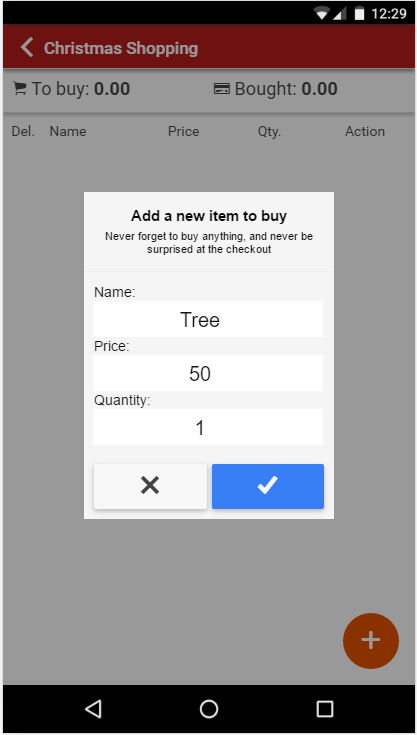 12:29
Christmas Shopping
To buy: 0.00 Bought: 0.00
Del. Name Price Qty. Action
Add a new item to buy
Never forget to buy anything, and never be
surprised at the checkout
Name:
Tree
Price:
50
Quantity:
1